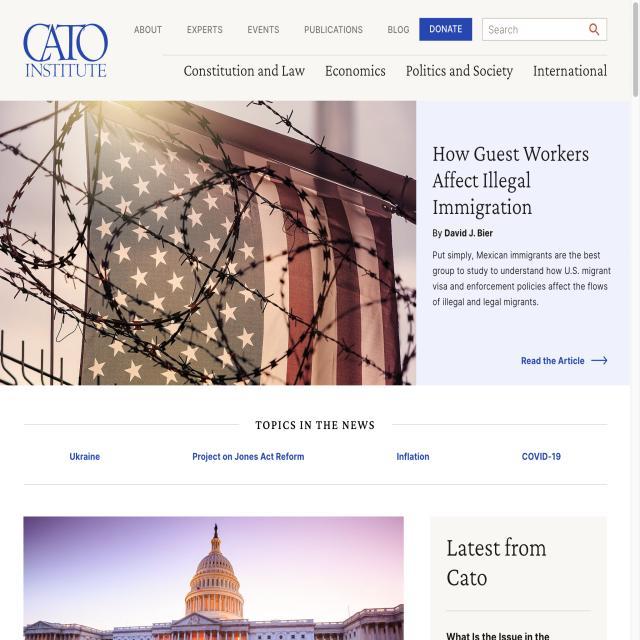 CATO
INSTITUTE
ABOUT
EXPERTS
EVENTS
PUBLICATIONS
BLOG
DONATE
Search
Constitution and Law
Economics
Politics and Society
International
How Guest Workers
Affect Illegal
Immigration
By David J. Bier
Put simply, Mexican immigrants are the best
group to study to understand how U.S. migrant
visa and enforcement policies affect the flows
of illegal and legal migrants.
Read the Article
TOPICS IN THE NEWS
Ukraine
Project on Jones Act Reform
Inflation
COVID-19
Latest from
Cato
What Is the Issue in the